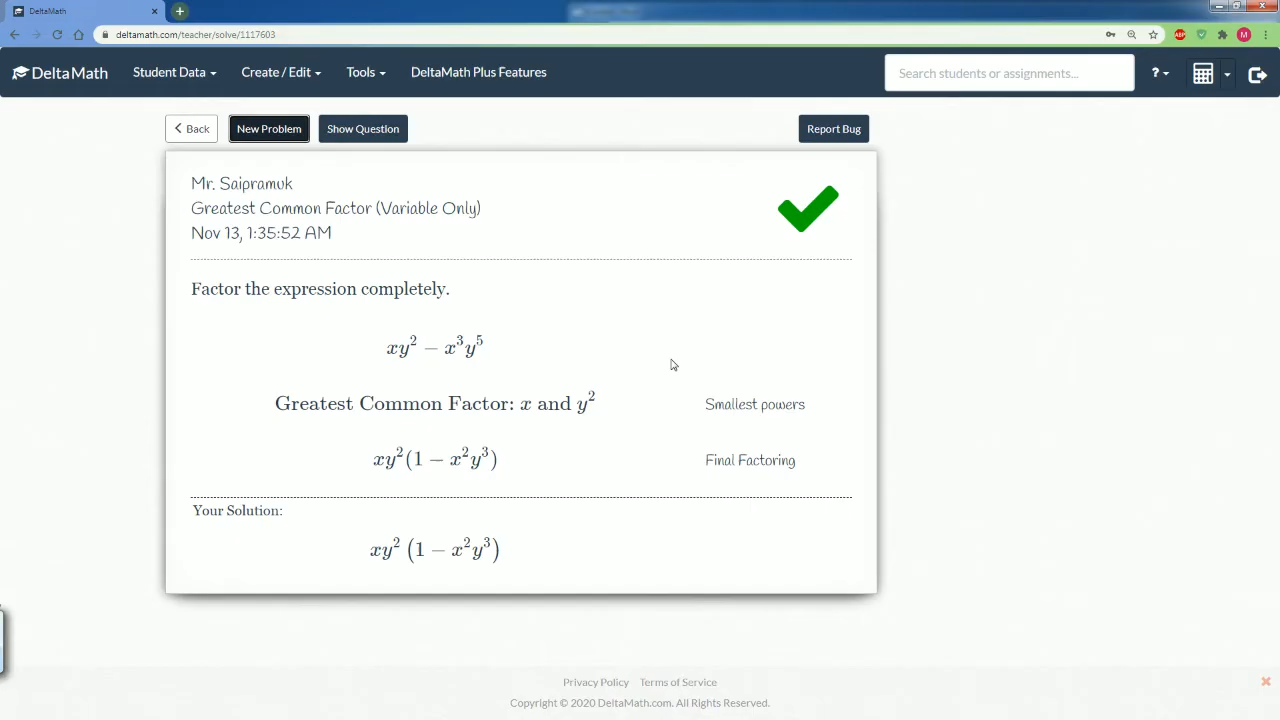 DeltaMath
deltamath.com/teacher/solve/1117603
ABP
M
DeltaMath
Student Data
Create / Edit
Tools
DeltaMath Plus Features
Search students or assignments...
?
Back
New Problem
Show Question
Report Bug
Mr. Saipramuk
Greatest Common Factor (Variable Only)
Nov 13, 1:35:52 AM
Factor the expression completely.
xy² − x³y⁵
Greatest Common Factor: x and y² Smallest powers
xy²(1 − x²y³) Final Factoring
Your Solution:
xy² (1 − x²y³)
Privacy Policy Terms of Service
Copyright © 2020 DeltaMath.com. All Rights Reserved.